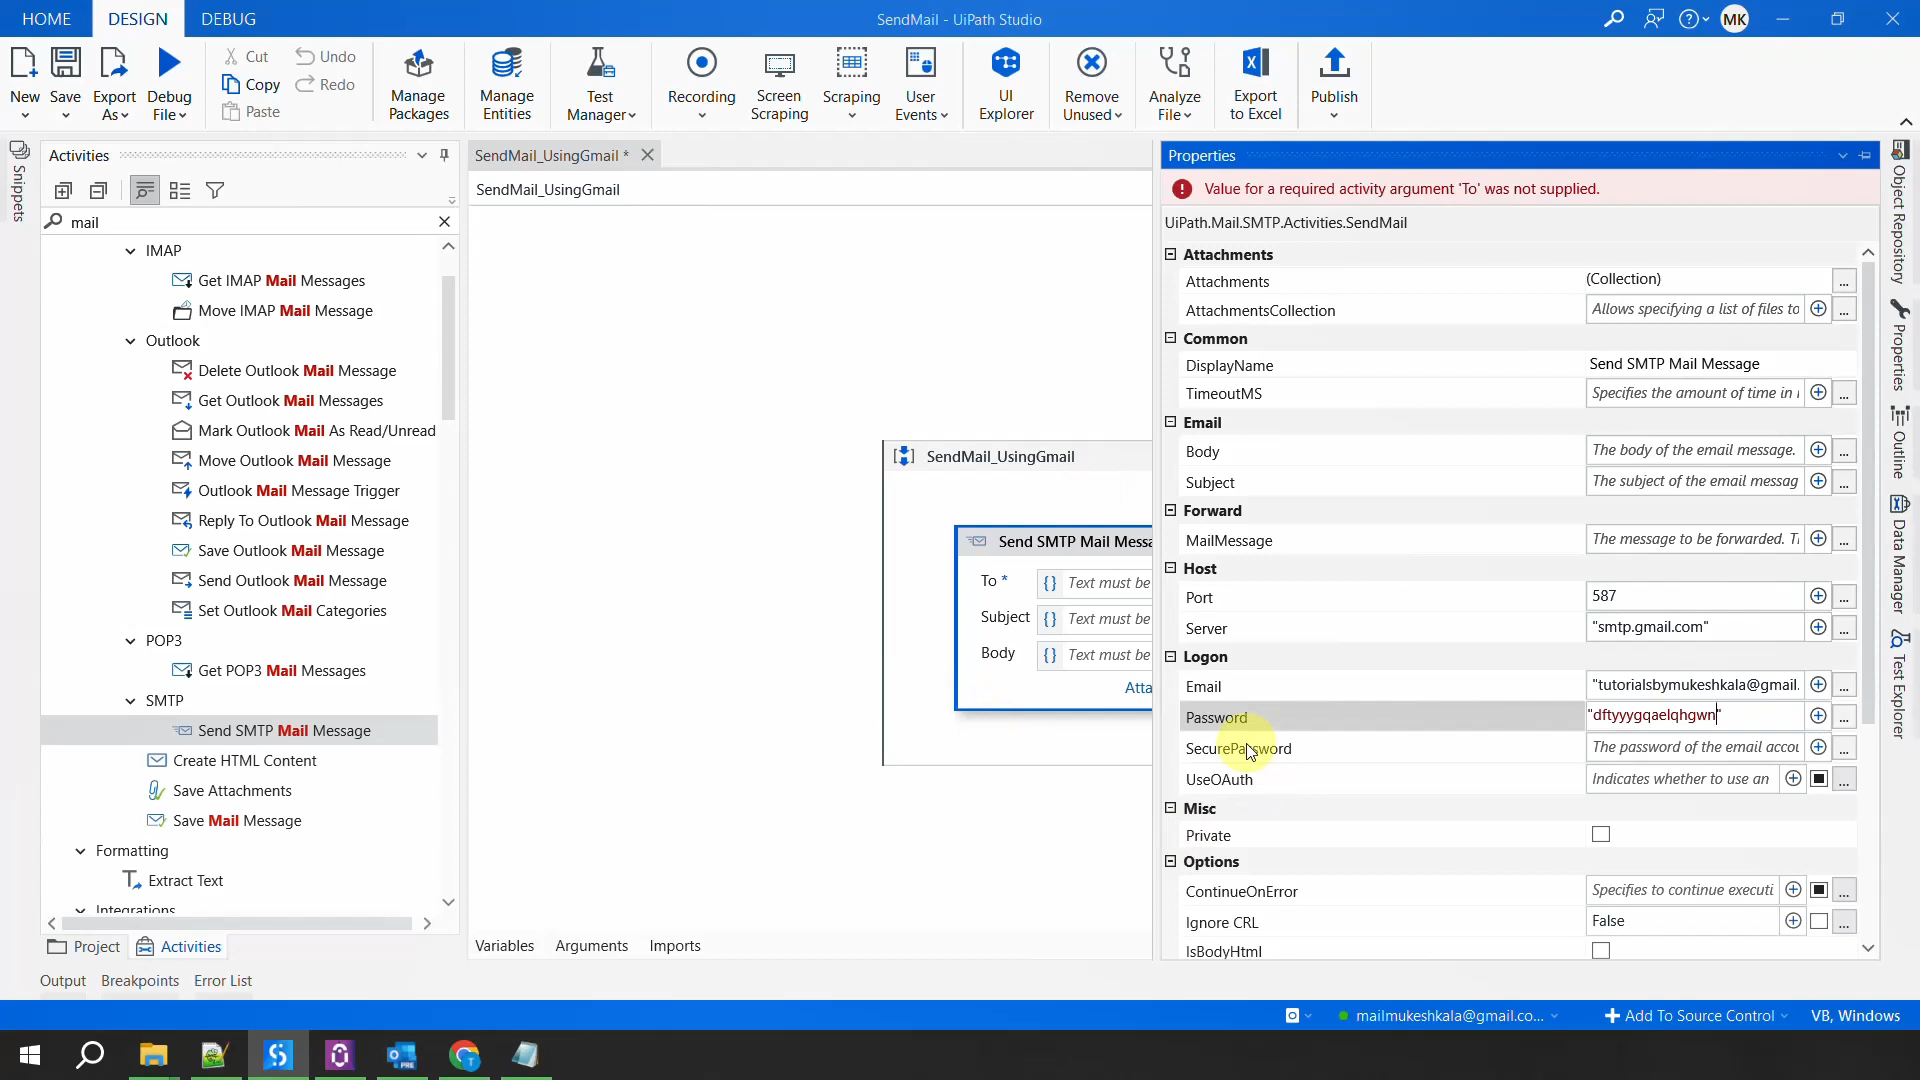 HOME DESIGN DEBUG
SendMail - UiPath Studio
MK
New Save Export As Debug File
Cut Copy Paste Undo Redo
Manage Packages
Manage Entities
Test Manager
Recording
Screen Scraping
Scraping
User Events
UI Explorer
Remove Unused
Analyze File
Export to Excel
Publish
Snippets
Activities
mail
IMAP
Get IMAP Mail Messages
Move IMAP Mail Message
Outlook
Delete Outlook Mail Message
Get Outlook Mail Messages
Mark Outlook Mail As Read/Unread
Move Outlook Mail Message
Outlook Mail Message Trigger
Reply To Outlook Mail Message
Save Outlook Mail Message
Send Outlook Mail Message
Set Outlook Mail Categories
POP3
Get POP3 Mail Messages
SMTP
Send SMTP Mail Message
Create HTML Content
Save Attachments
Save Mail Message
Formatting
Extract Text
Integrations
Project Activities
Output Breakpoints Error List
SendMail_UsingGmail *
SendMail_UsingGmail
SendMail_UsingGmail
Send SMTP Mail Messa
To * Text must be
Subject Text must be
Body Text must be
Atta
Variables Arguments Imports
Properties
Value for a required activity argument 'To' was not supplied.
UiPath.Mail.SMTP.Activities.SendMail
Attachments
Attachments (Collection)
AttachmentsCollection Allows specifying a list of files to
Common
DisplayName Send SMTP Mail Message
TimeoutMS Specifies the amount of time in
Email
Body The body of the email message.
Subject The subject of the email messag
Forward
MailMessage The message to be forwarded. T
Host
Port 587
Server "smtp.gmail.com"
Logon
Email "tutorialsbymukeshkala@gmail.
Password "dftyyygqaelqhgwn"
SecurePassword The password of the email accou
UseOAuth Indicates whether to use an
Misc
Private
Options
ContinueOnError Specifies to continue executi
Ignore CRL False
IsBodyHtml
Object Repository
Properties
Outline
Data Manager
Test Explorer
mailmukeshkala@gmail.co... Add To Source Control VB, Windows